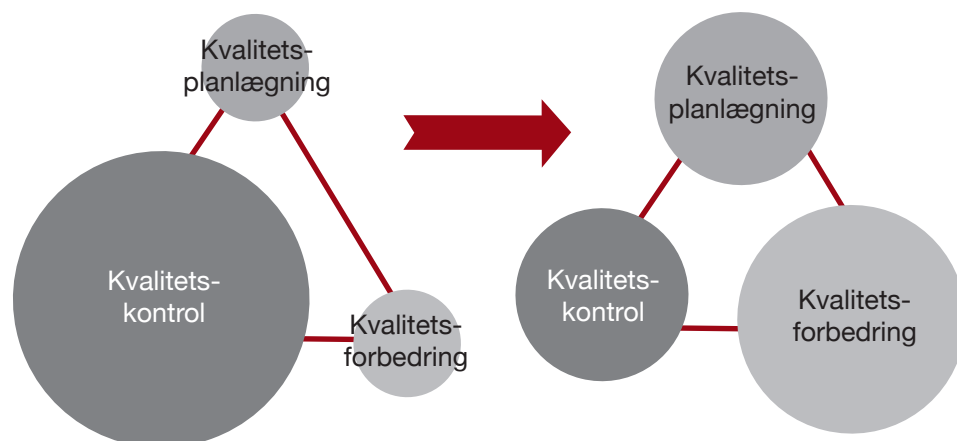 Kvalitets-
planlægning
Kvalitets-
kontrol
Kvalitets-
forbedring
Kvalitets-
planlægning
Kvalitets-
kontrol
Kvalitets-
forbedring